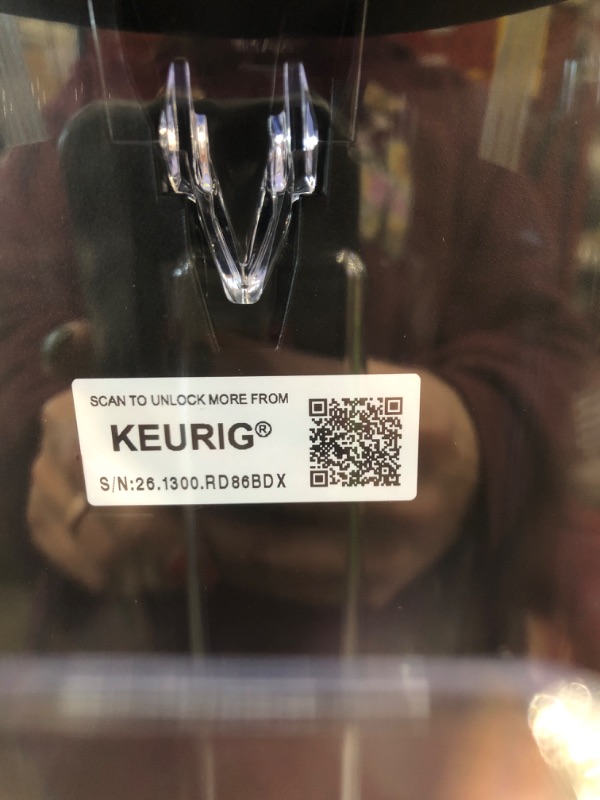 SCAN TO UNLOCK MORE FROM
KEURIG®
S/N:26.1300.RD86BDX